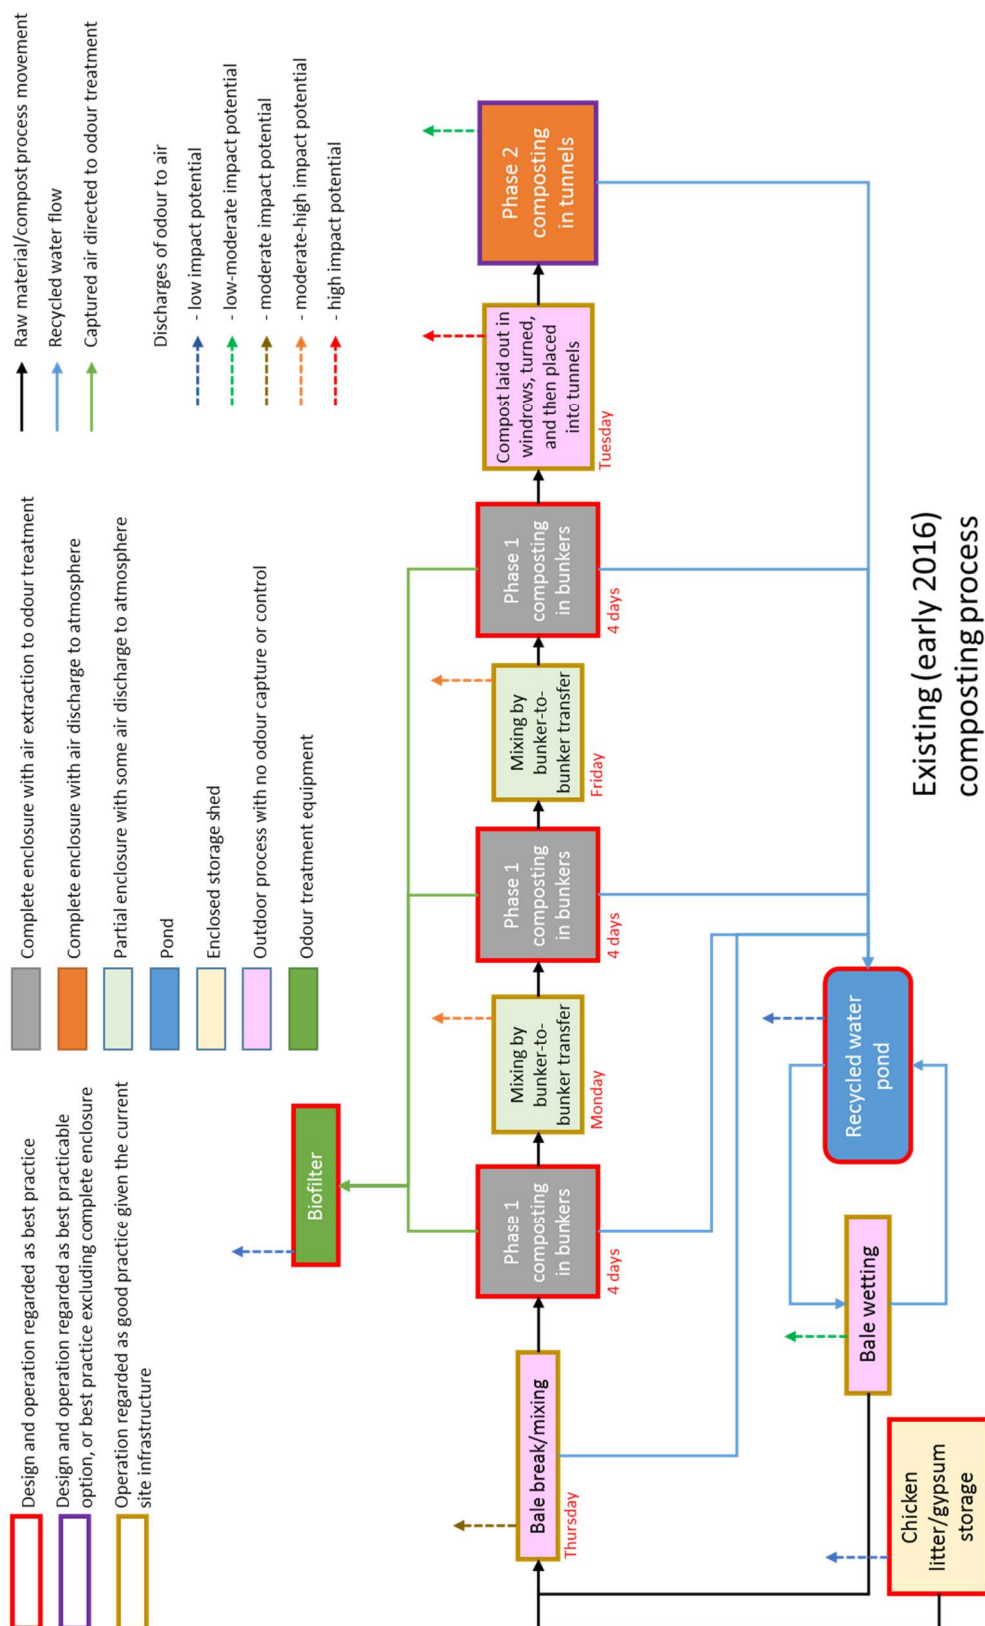 Design and operation regarded as best practice
Design and operation regarded as best practicable
option, or best practice excluding complete enclosure
Operation regarded as good practice given the current
site infrastructure
Complete enclosure with air extraction to odour treatment
Complete enclosure with air discharge to atmosphere
Partial enclosure with some air discharge to atmosphere
Pond
Enclosed storage shed
Outdoor process with no odour capture or control
Odour treatment equipment
Raw material/compost process movement
Recycled water flow
Captured air directed to odour treatment
Discharges of odour to air
- low impact potential
- low-moderate impact potential
- moderate impact potential
- moderate-high impact potential
- high impact potential
Biofilter
Bale break/mixing
Thursday
Phase 1
composting
in bunkers
4 days
Mixing by
bunker-to-
bunker transfer
Monday
Phase 1
composting
in bunkers
4 days
Mixing by
bunker-to-
bunker transfer
Friday
Phase 1
composting
in bunkers
4 days
Compost laid out in
windrows, turned,
and then placed
into tunnels
Tuesday
Phase 2
composting
in tunnels
Chicken
litter/gypsum
storage
Bale wetting
Recycled water
pond
Existing (early 2016)
composting process